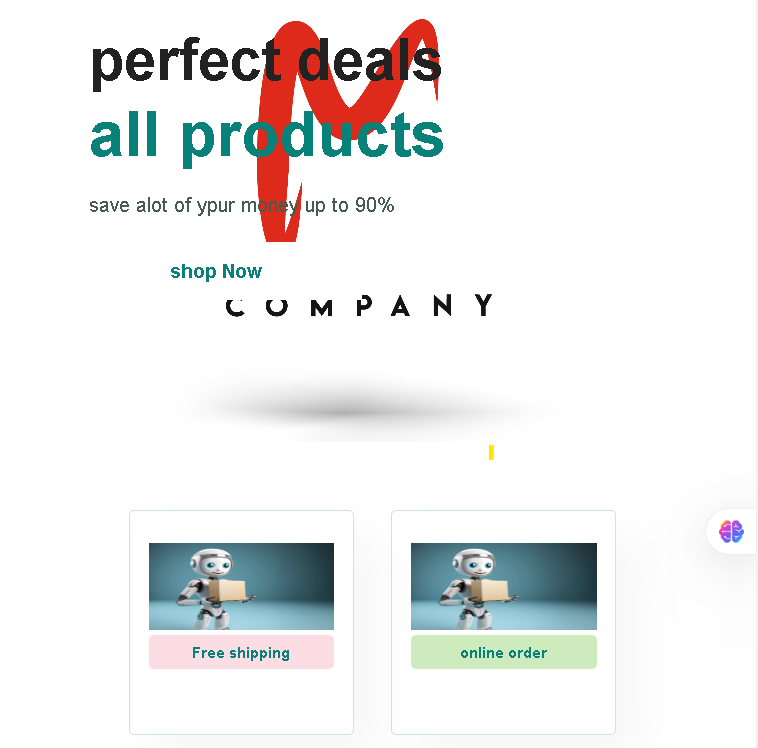 perfect deals
all products
save alot of ypur money up to 90%
shop Now
COMPANY
Free shipping
online order